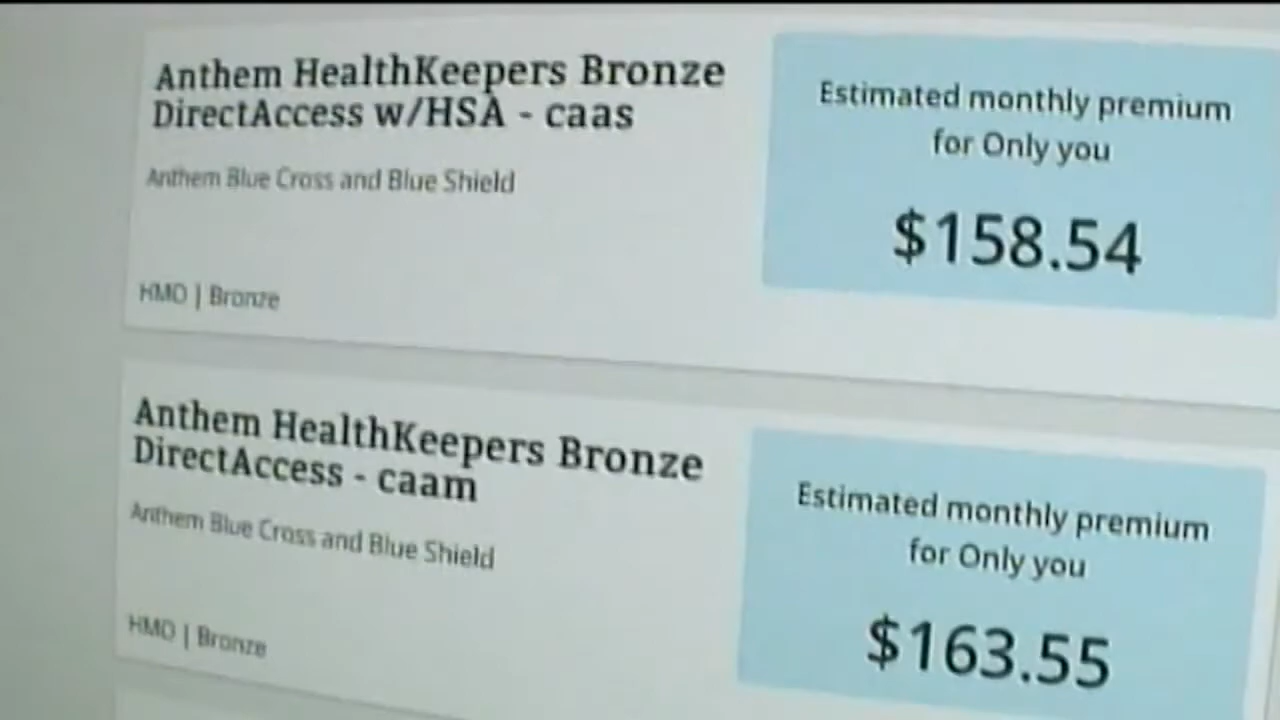 Anthem HealthKeepers Bronze
DirectAccess w/HSA - caas
Anthem Blue Cross and Blue Shield
HMO | Bronze
Estimated monthly premium
for Only you
$158.54
Anthem HealthKeepers Bronze
DirectAccess - caam
Anthem Blue Cross and Blue Shield
HMO | Bronze
Estimated monthly premium
for Only you
$163.55